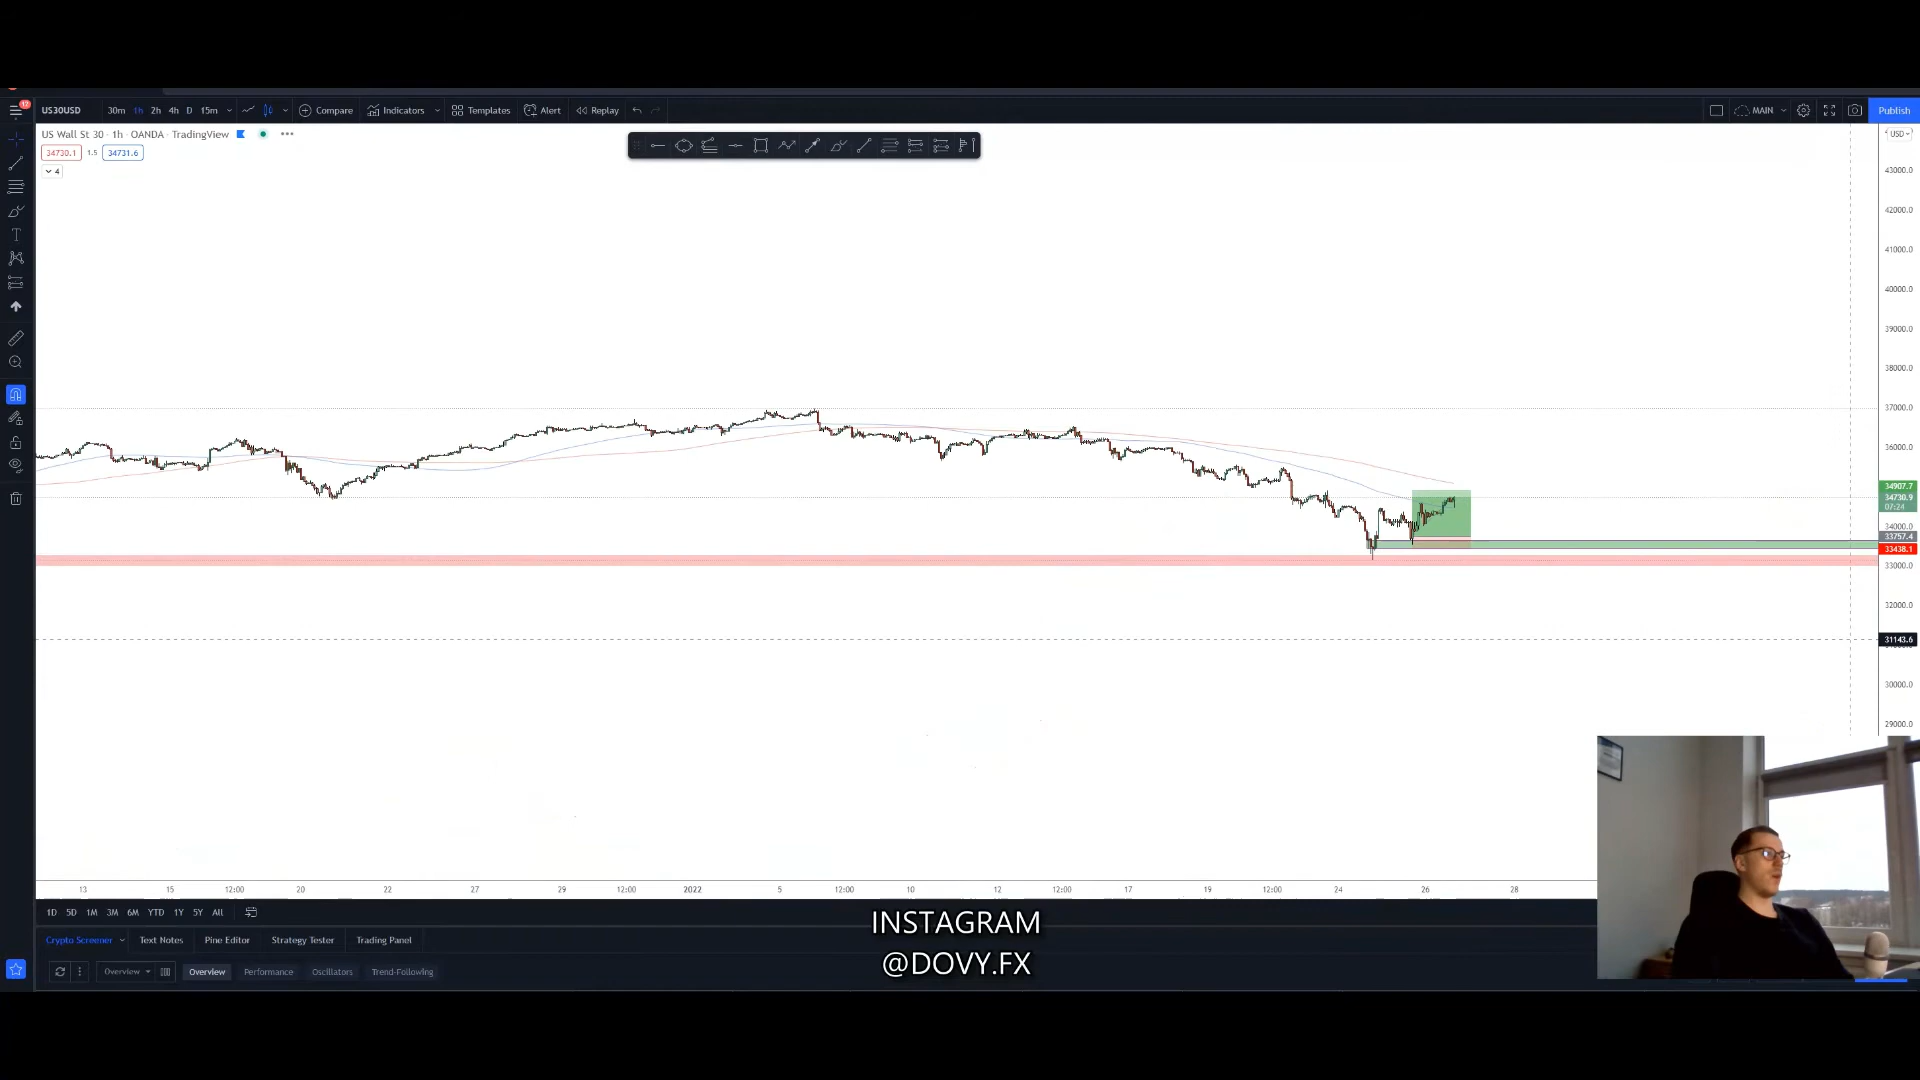 12
US30USD 30m 1h 2h 4h D 15m Compare Indicators Templates Alert Replay MAIN Publish
US Wall St 30 · 1h · OANDA · TradingView
USD
34730.1 1.5 34731.6
4
43000.0
42000.0
41000.0
40000.0
39000.0
38000.0
37000.0
36000.0
34907.7
34730.9
07:24
34000.0
33757.4
33438.1
33000.0
32000.0
31143.6
30000.0
29000.0
13 15 12:00 20 22 27 29 12:00 2022 5 12:00 10 12 12:00 17 19 12:00 24 26 28
1D 5D 1M 3M 6M YTD 1Y 5Y All
INSTAGRAM
@DOVY.FX
Crypto Screener Text Notes Pine Editor Strategy Tester Trading Panel
Overview Overview Performance Oscillators Trend-Following